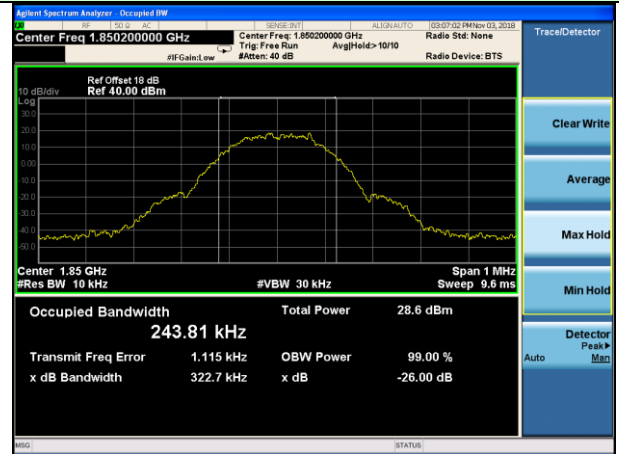 Agilent Spectrum Analyzer - Occupied BW
RF 50 Ω AC SENSE:INT ALIGN AUTO 03:07:02 PM Nov 03, 2018
Center Freq 1.850200000 GHz Center Freq: 1.850200000 GHz Radio Std: None Trace/Detector
Trig: Free Run Avg|Hold:>10/10
#IFGain:Low #Atten: 40 dB Radio Device: BTS
Ref Offset 18 dB
10 dB/div Ref 40.00 dBm
Log
30.0
20.0
10.0
0.00
-10.0
-20.0
-30.0
-40.0
-50.0
Clear Write
Average
Max Hold
Min Hold
Detector
Peak▶
Auto Man
Center 1.85 GHz Span 1 MHz
#Res BW 10 kHz #VBW 30 kHz Sweep 9.6 ms
Occupied Bandwidth Total Power 28.6 dBm
243.81 kHz
Transmit Freq Error 1.115 kHz OBW Power 99.00 %
x dB Bandwidth 322.7 kHz x dB -26.00 dB
MSG STATUS